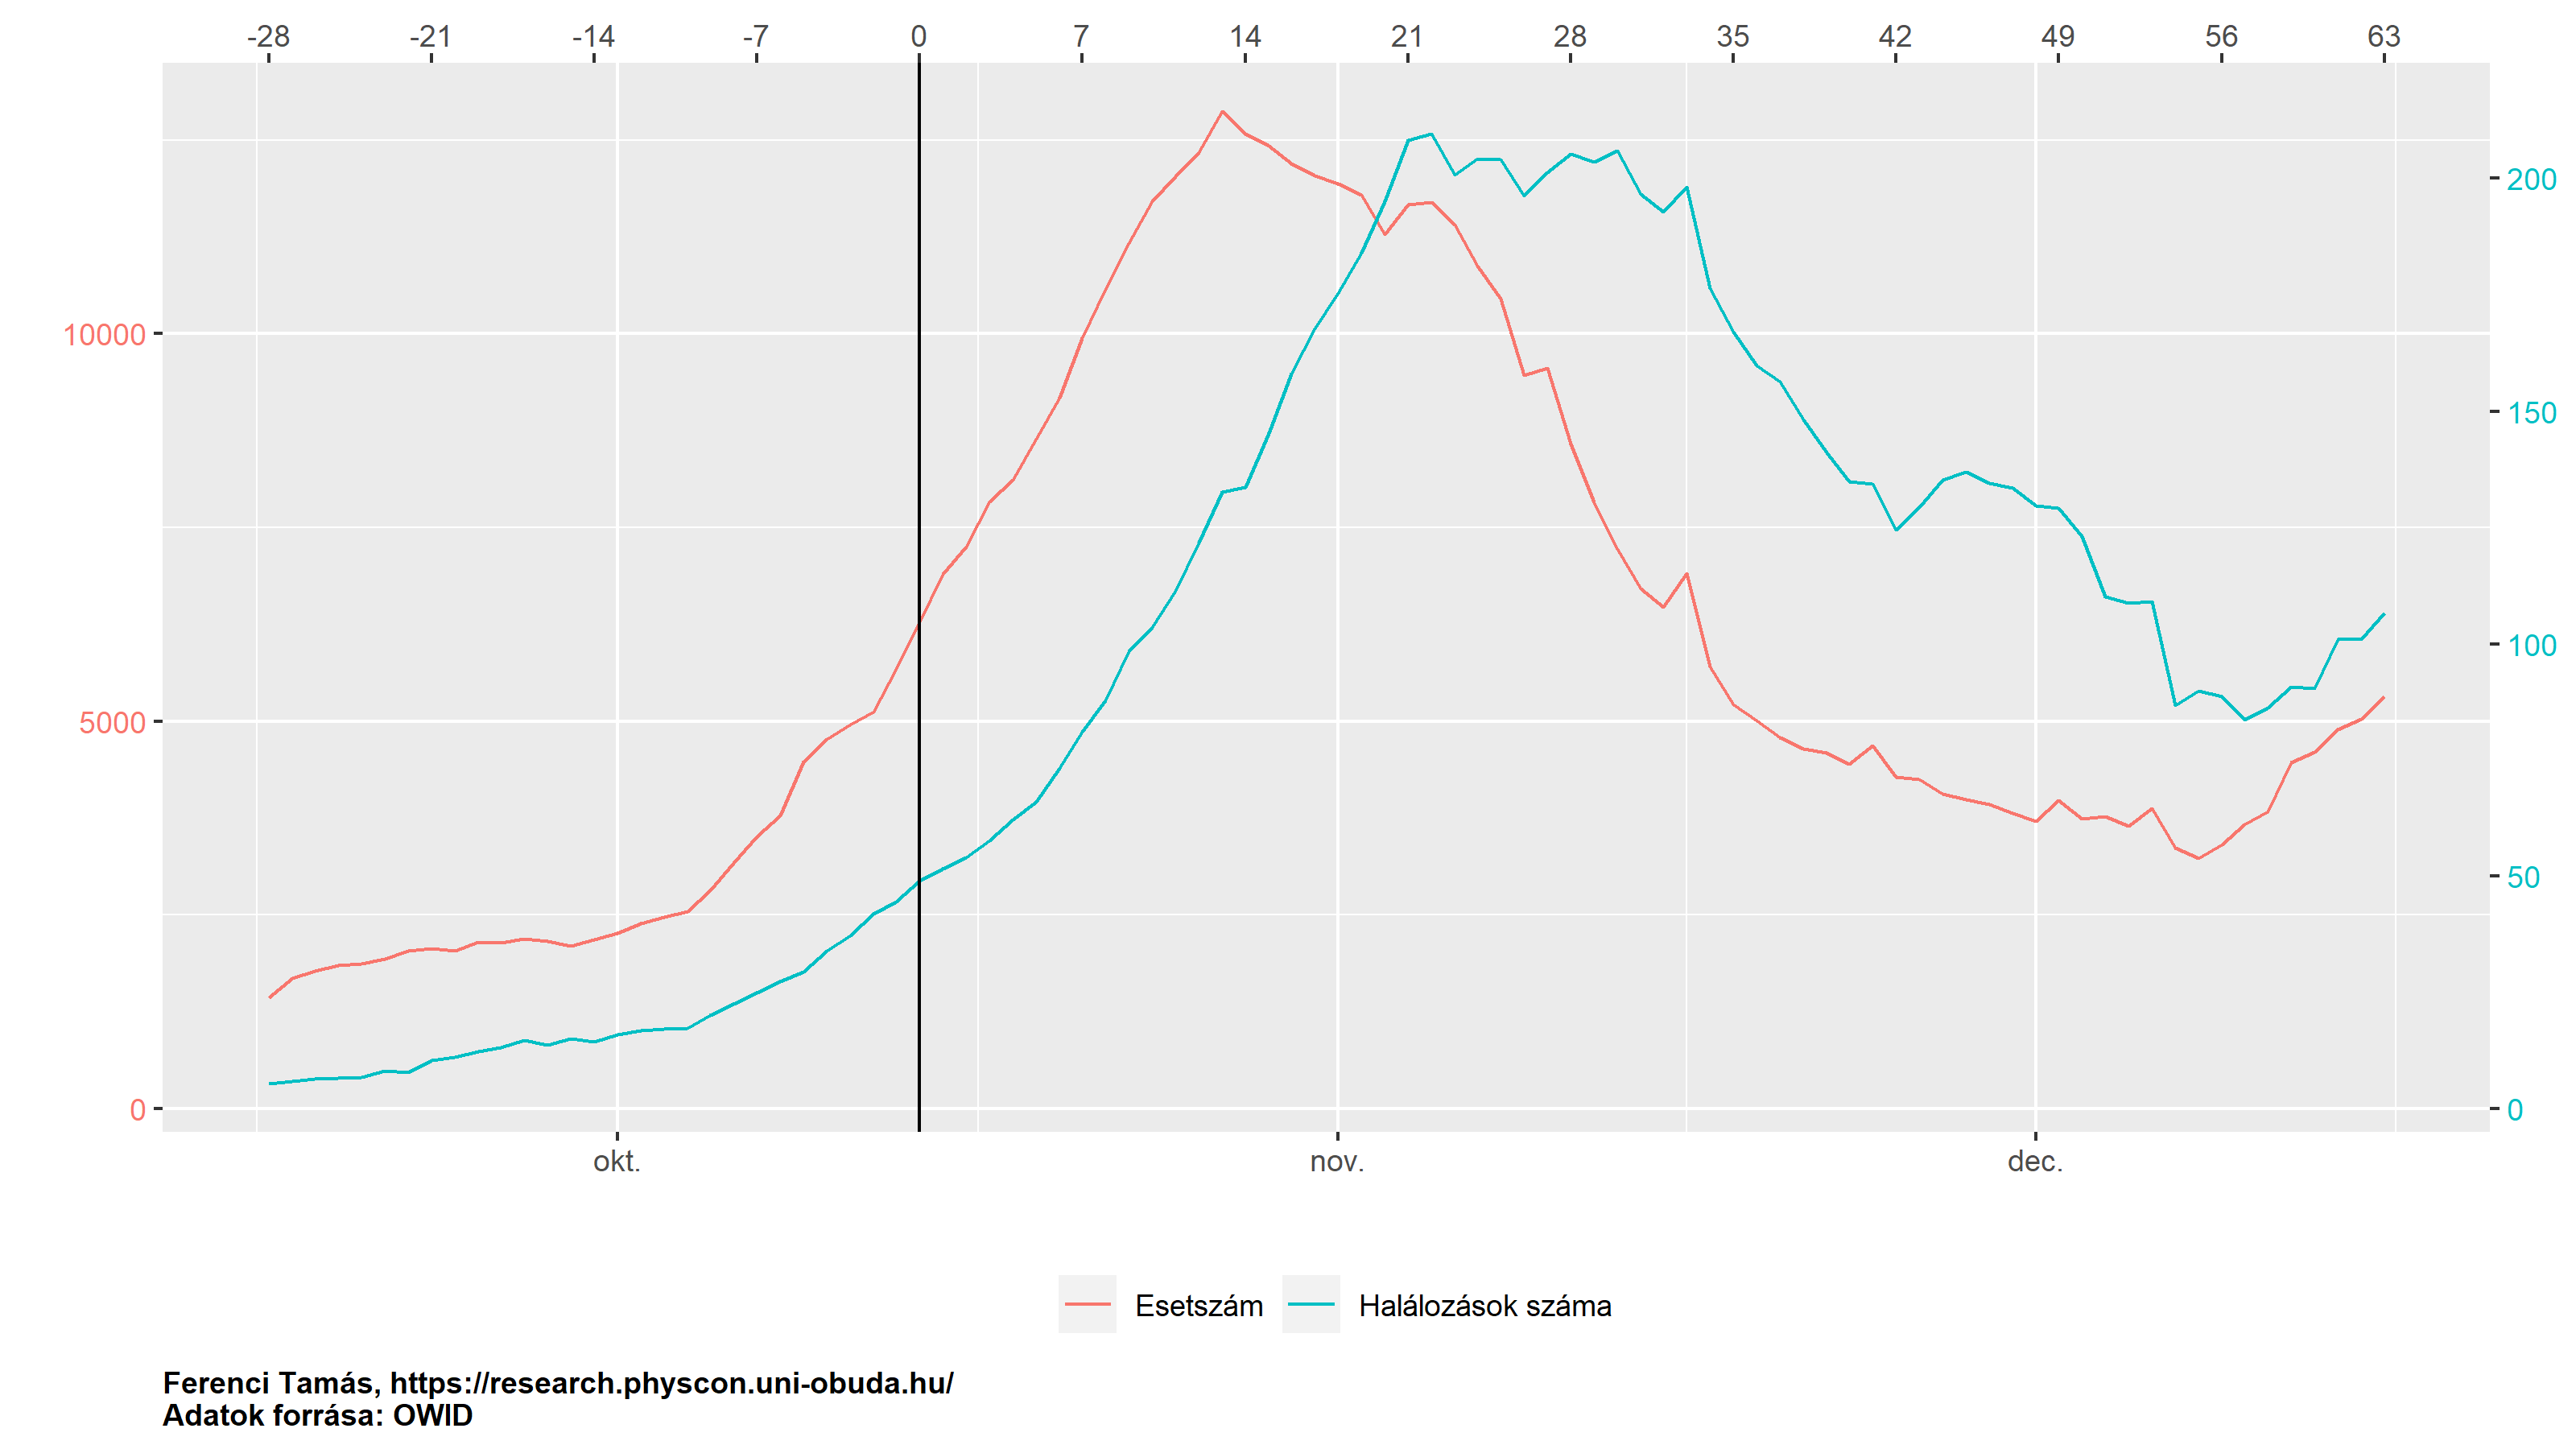 -28 -21 -14 -7 0 7 14 21 28 35 42 49 56 63
10000
5000
0
200
150
100
50
0
okt. nov. dec.
Esetszám Halálozások száma
Ferenci Tamás, https://research.physcon.uni-obuda.hu/
Adatok forrása: OWID